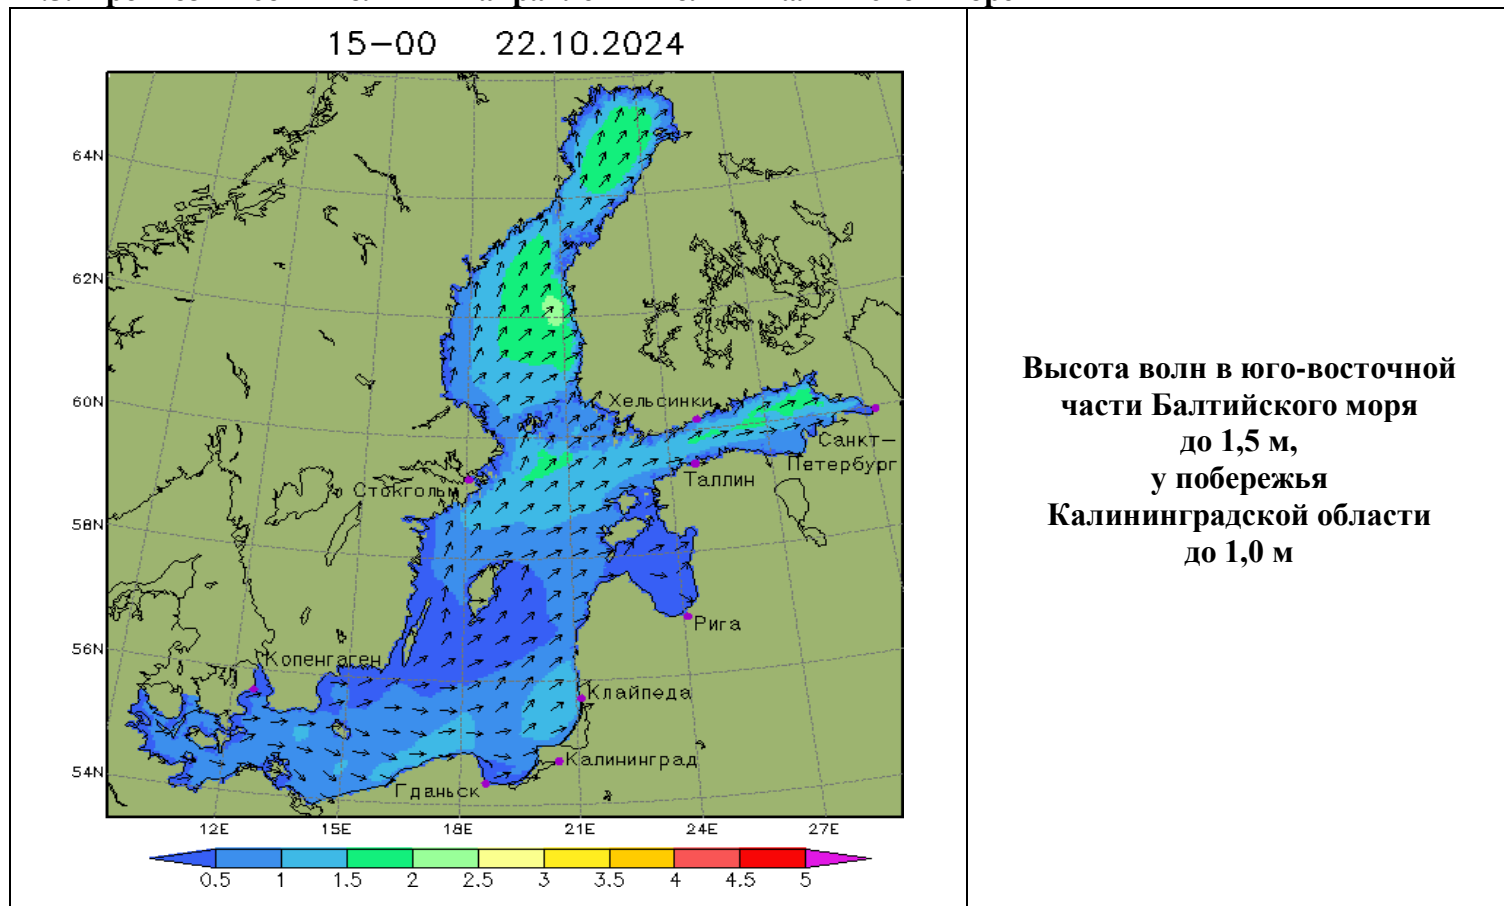 15-00 22.10.2024
64N
62N
60N
58N
56N
54N
Хельсинки
Санкт-
Петербург
Таллин
Стокгольм
Рига
Копенгаген
Клайпеда
Калининград
Гданьск
12E 15E 18E 21E 24E 27E
0.5 1 1.5 2 2.5 3 3.5 4 4.5 5
Высота волн в юго-восточной
части Балтийского моря
до 1,5 м,
у побережья
Калининградской области
до 1,0 м